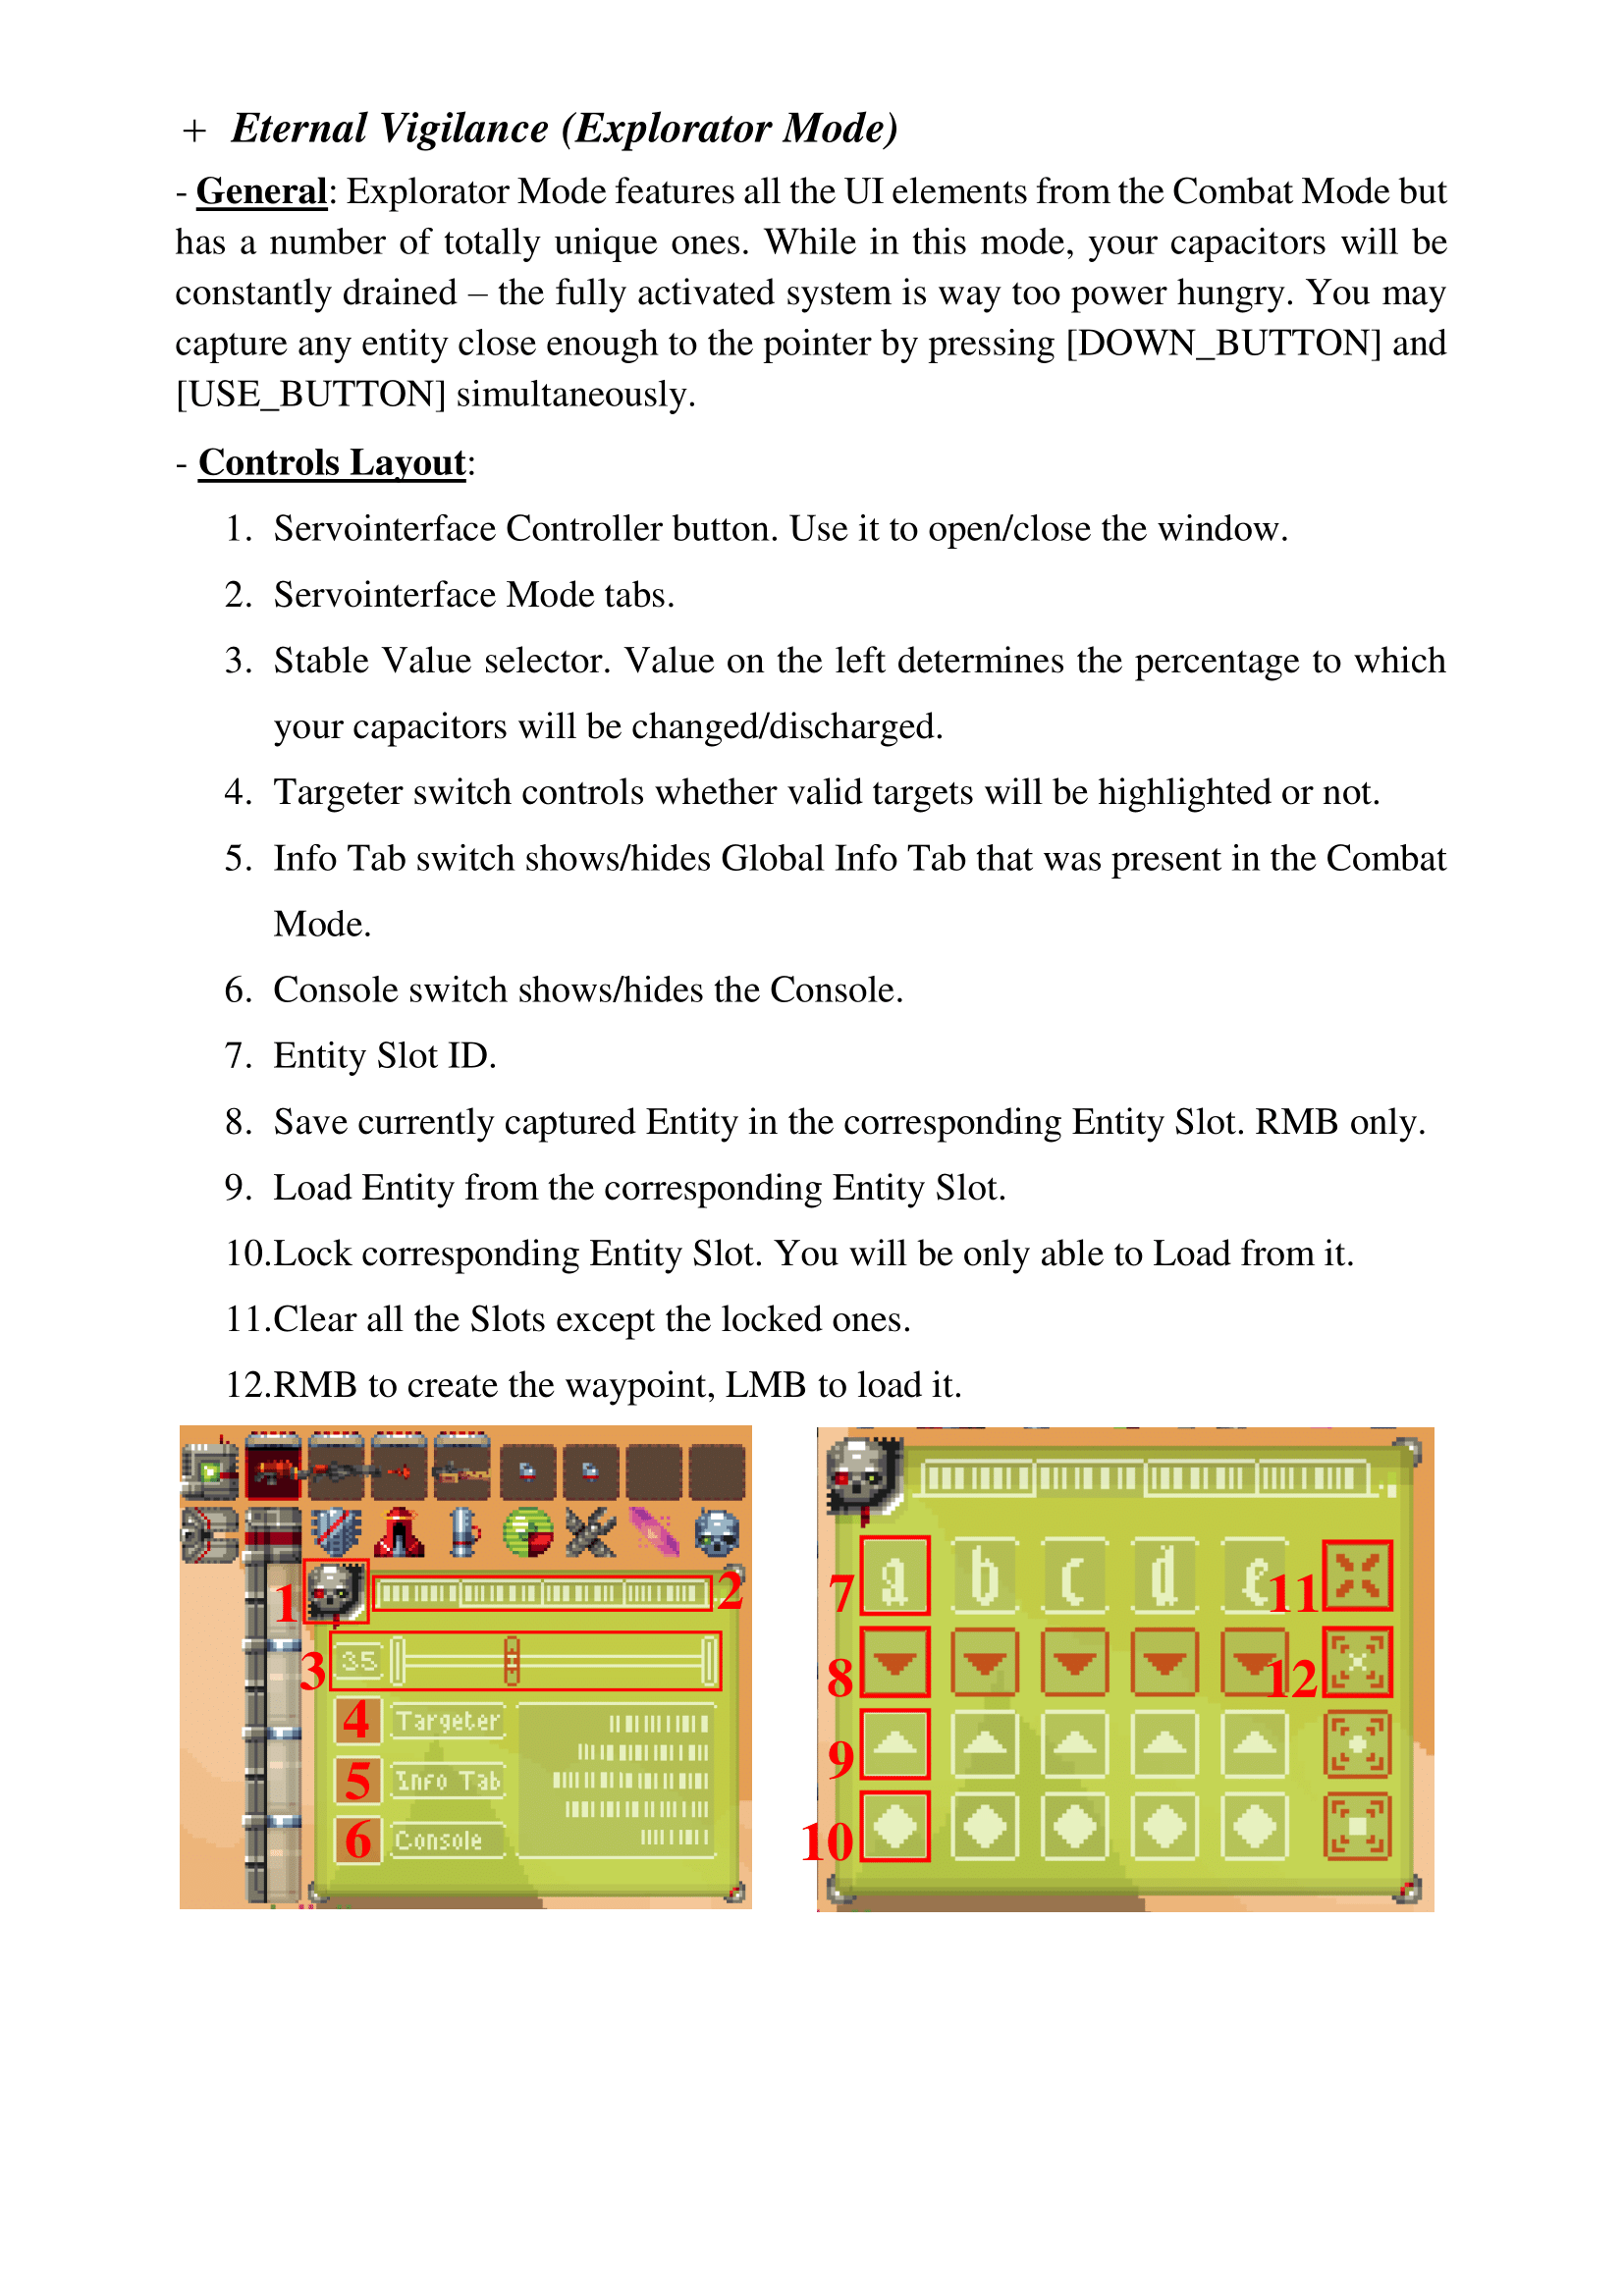 + Eternal Vigilance (Explorator Mode)
- General: Explorator Mode features all the UI elements from the Combat Mode but
has a number of totally unique ones. While in this mode, your capacitors will be
constantly drained – the fully activated system is way too power hungry. You may
capture any entity close enough to the pointer by pressing [DOWN_BUTTON] and
[USE_BUTTON] simultaneously.
- Controls Layout:
1. Servointerface Controller button. Use it to open/close the window.
2. Servointerface Mode tabs.
3. Stable Value selector. Value on the left determines the percentage to which
your capacitors will be changed/discharged.
4. Targeter switch controls whether valid targets will be highlighted or not.
5. Info Tab switch shows/hides Global Info Tab that was present in the Combat
Mode.
6. Console switch shows/hides the Console.
7. Entity Slot ID.
8. Save currently captured Entity in the corresponding Entity Slot. RMB only.
9. Load Entity from the corresponding Entity Slot.
10.Lock corresponding Entity Slot. You will be only able to Load from it.
11.Clear all the Slots except the locked ones.
12.RMB to create the waypoint, LMB to load it.
1 2
3 35
4 Targeter
5 Info Tab
6 Console
7 a b c d e 11
8 12
9
10